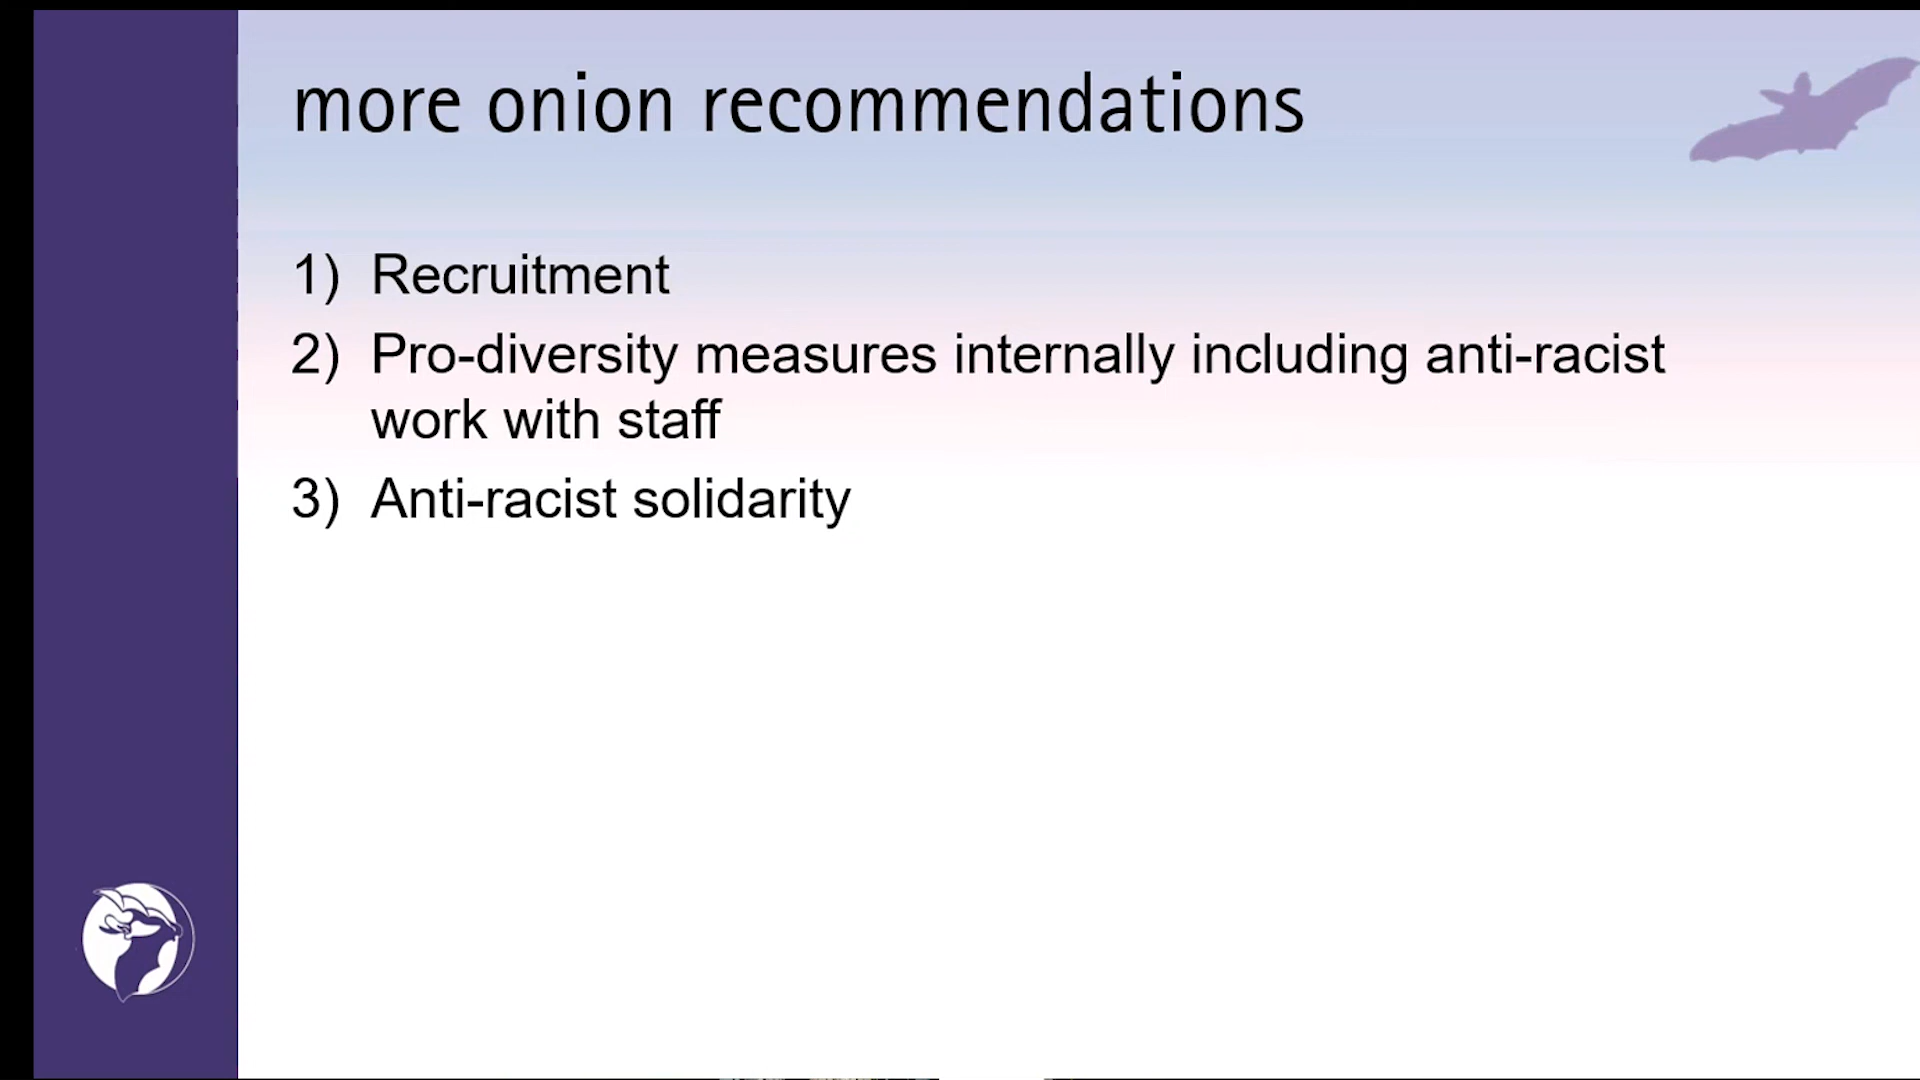 more onion recommendations
1) Recruitment
2) Pro-diversity measures internally including anti-racist
work with staff
3) Anti-racist solidarity